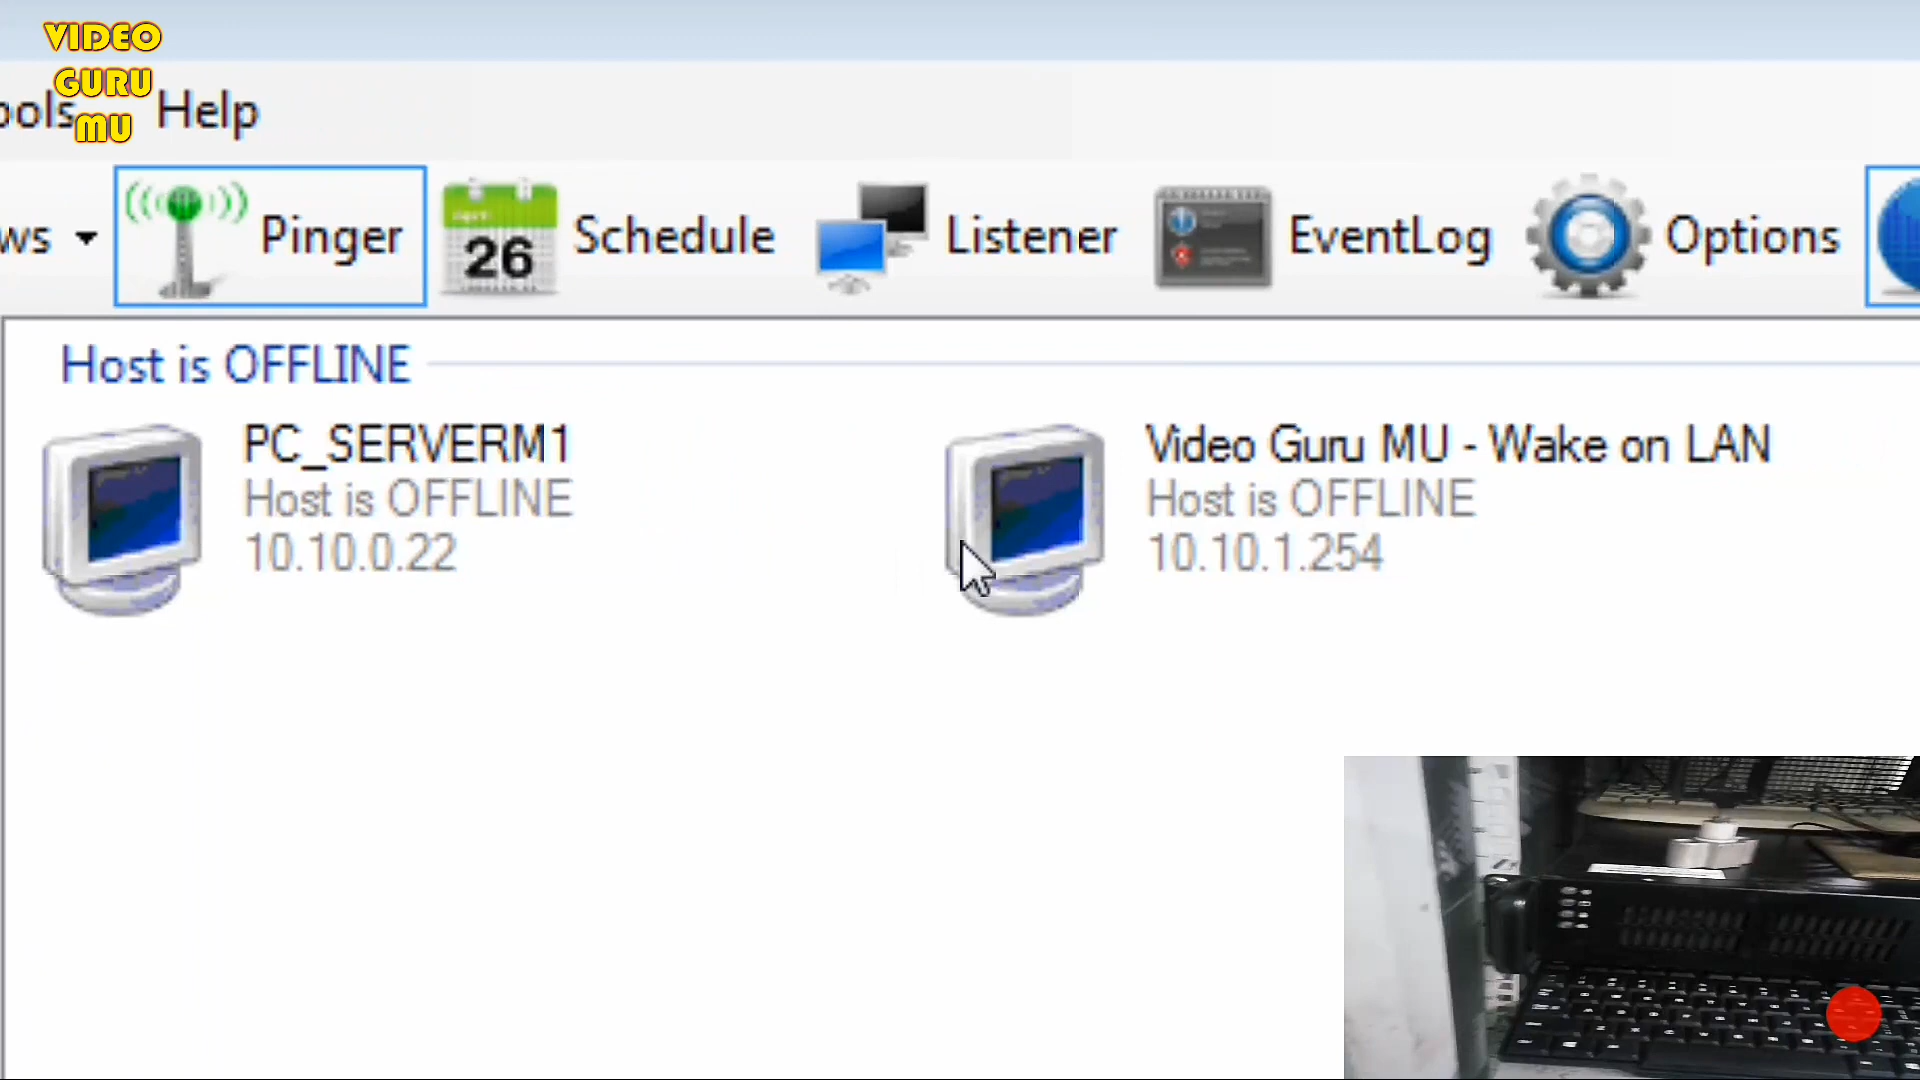 VIDEO
GURU
MU
ools Help
ws Pinger 26 Schedule Listener EventLog Options
Host is OFFLINE
PC_SERVERM1
Host is OFFLINE
10.10.0.22
Video Guru MU - Wake on LAN
Host is OFFLINE
10.10.1.254